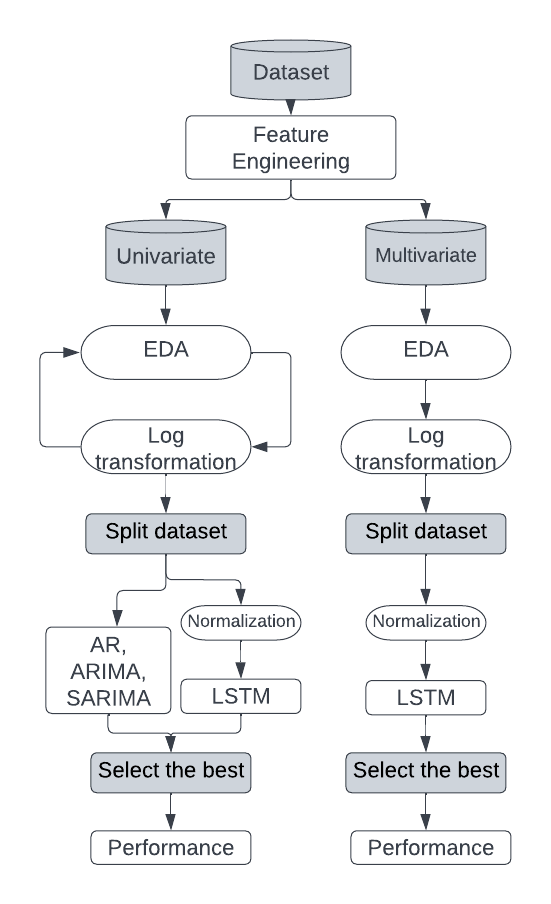 Dataset
Feature
Engineering
Univariate
Multivariate
EDA
EDA
Log
transformation
Log
transformation
Split dataset
Split dataset
Normalization
Normalization
AR,
ARIMA,
SARIMA
LSTM
LSTM
Select the best
Select the best
Performance
Performance